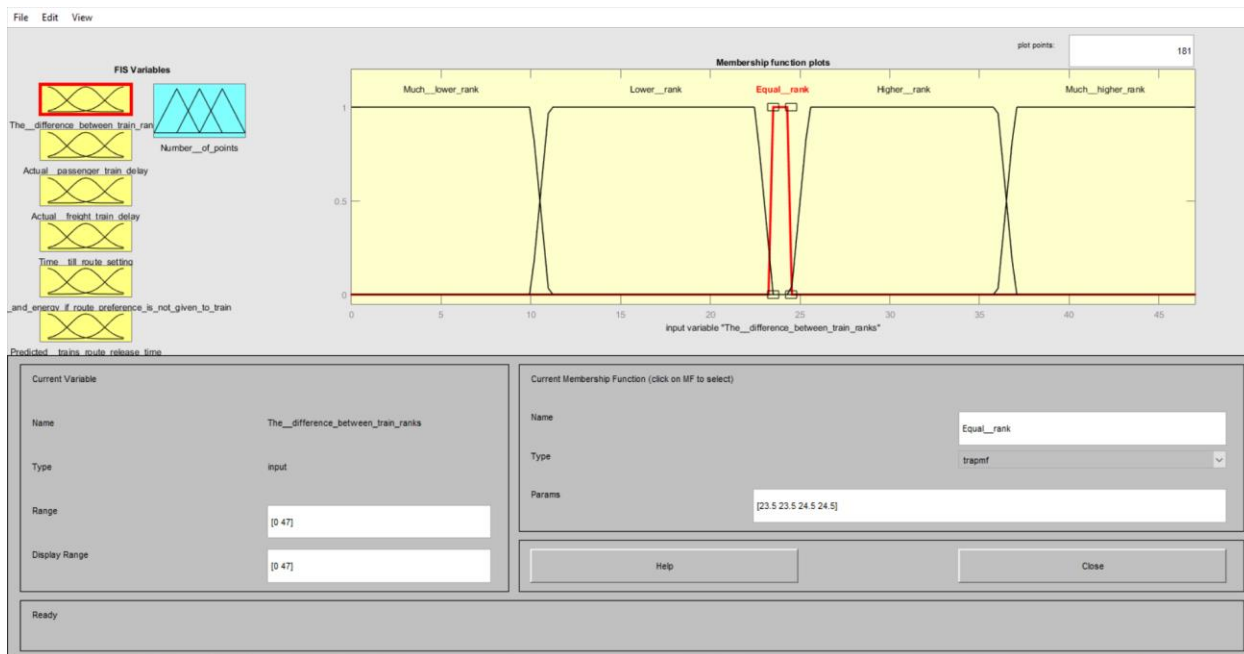 File Edit View
plot points:
181
FIS Variables
Membership function plots
The__difference_between_train_ran
Number__of_points
Actual__passenger_train_delay
Actual__freight_train_delay
Time__till_route_setting
_and_energy_if_route_preference_is_not_given_to_train
Predicted__trains_route_release_time
Much__lower_rank Lower__rank Equal__rank Higher__rank Much__higher_rank
1
0.5
0
0 5 10 15 20 25 30 35 40 45
input variable "The__difference_between_train_ranks"
Current Variable
Name The__difference_between_train_ranks
Type input
Range [0 47]
Display Range [0 47]
Current Membership Function (click on MF to select)
Name Equal__rank
Type trapmf
Params [23.5 23.5 24.5 24.5]
Help Close
Ready